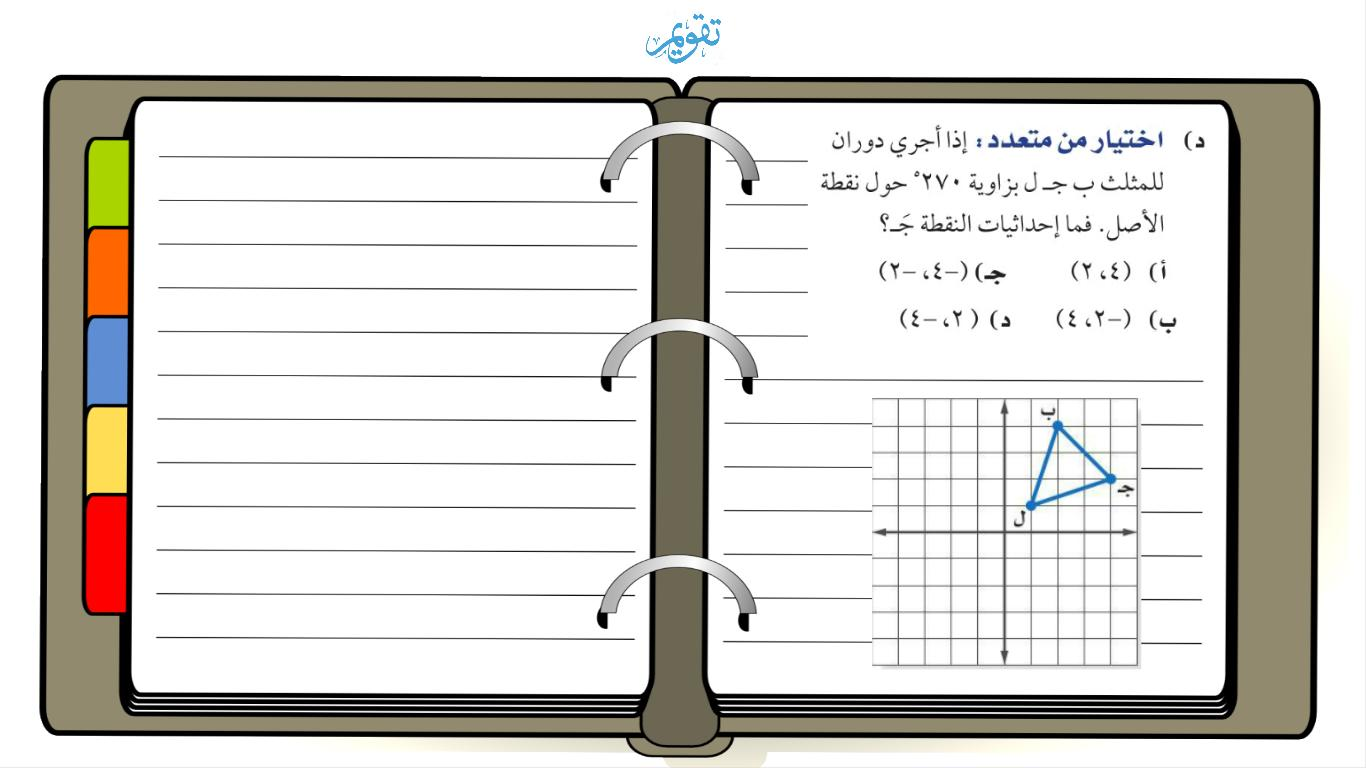 تقويم
د) اختيار من متعدد : إذا أجري دوران
للمثلث ب جـ ل بزاوية ٢٧٠° حول نقطة
الأصل. فما إحداثيات النقطة جَـ؟
أ) (٤، ٢) جـ) (–٤، –٢)
ب) (–٢، ٤) د) (٢، –٤)
ب
جـ
ل